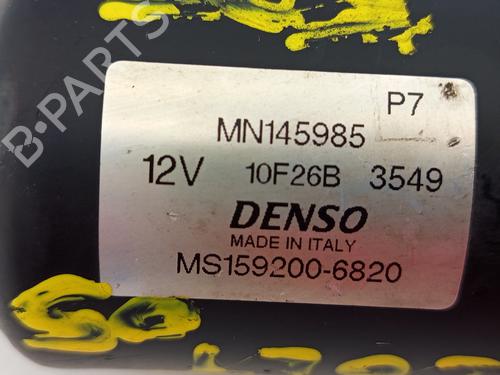 B-PARTS
P7
MN145985
12V 10F26B 3549
DENSO
MADE IN ITALY
MS159200-6820